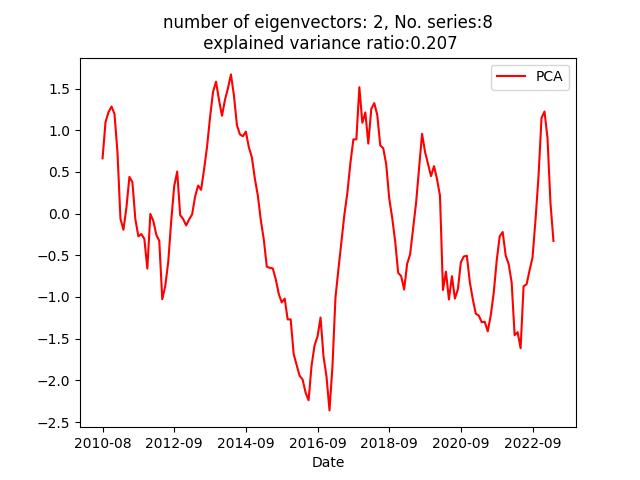 number of eigenvectors: 2, No. series:8
explained variance ratio:0.207
PCA
1.5
1.0
0.5
0.0
−0.5
−1.0
−1.5
−2.0
−2.5
2010-08 2012-09 2014-09 2016-09 2018-09 2020-09 2022-09
Date